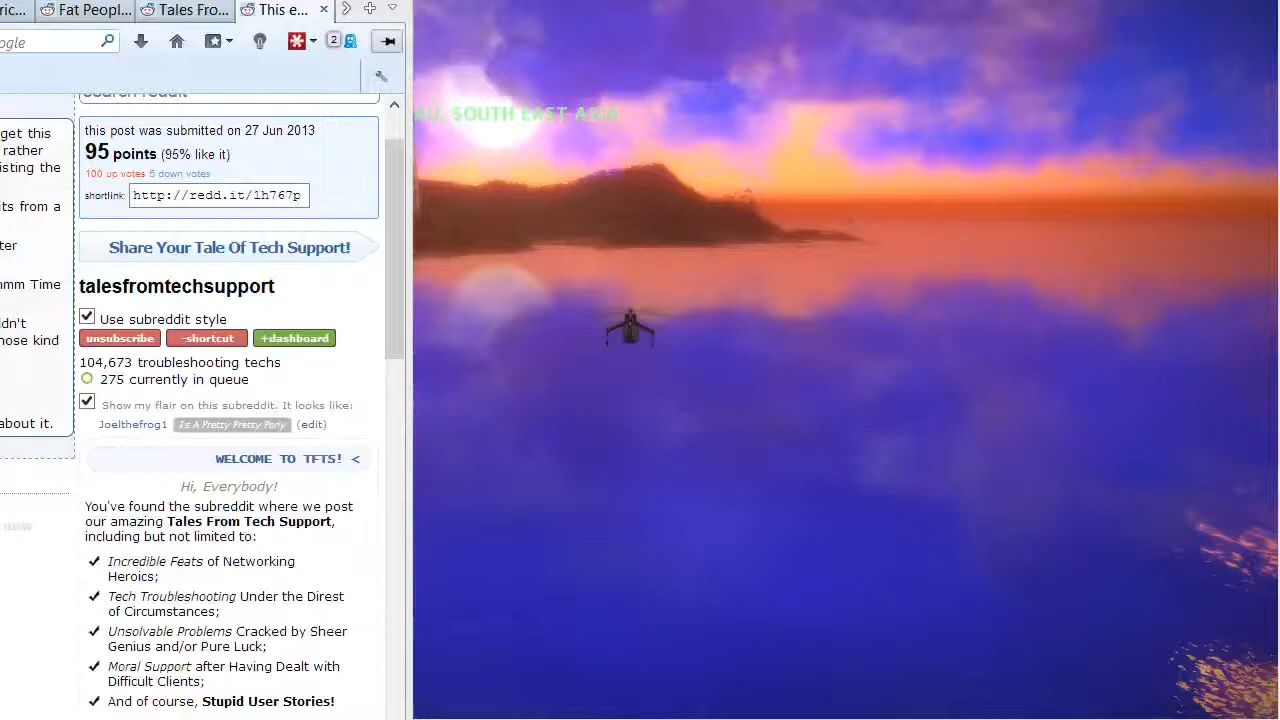 ric...
Fat Peopl...
Tales Fro...
This e...
×
ogle
2
get this
this post was submitted on 27 Jun 2013
rather
95 points (95% like it)
isting the
100 up votes 5 down votes
shortlink: http://redd.it/1h767p
its from a
ter
Share Your Tale Of Tech Support!
mm Time
talesfromtechsupport
Use subreddit style
dn't
unsubscribe -shortcut +dashboard
nose kind
104,673 troubleshooting techs
275 currently in queue
Show my flair on this subreddit. It looks like:
about it.
Joelthefrog1 Is A Pretty Pretty Pony (edit)
WELCOME TO TFTS! <
Hi, Everybody!
You've found the subreddit where we post
our amazing Tales From Tech Support,
including but not limited to:
✔ Incredible Feats of Networking
Heroics;
✔ Tech Troubleshooting Under the Direst
of Circumstances;
✔ Unsolvable Problems Cracked by Sheer
Genius and/or Pure Luck;
✔ Moral Support after Having Dealt with
Difficult Clients;
✔ And of course, Stupid User Stories!
AU, SOUTH EAST ASIA